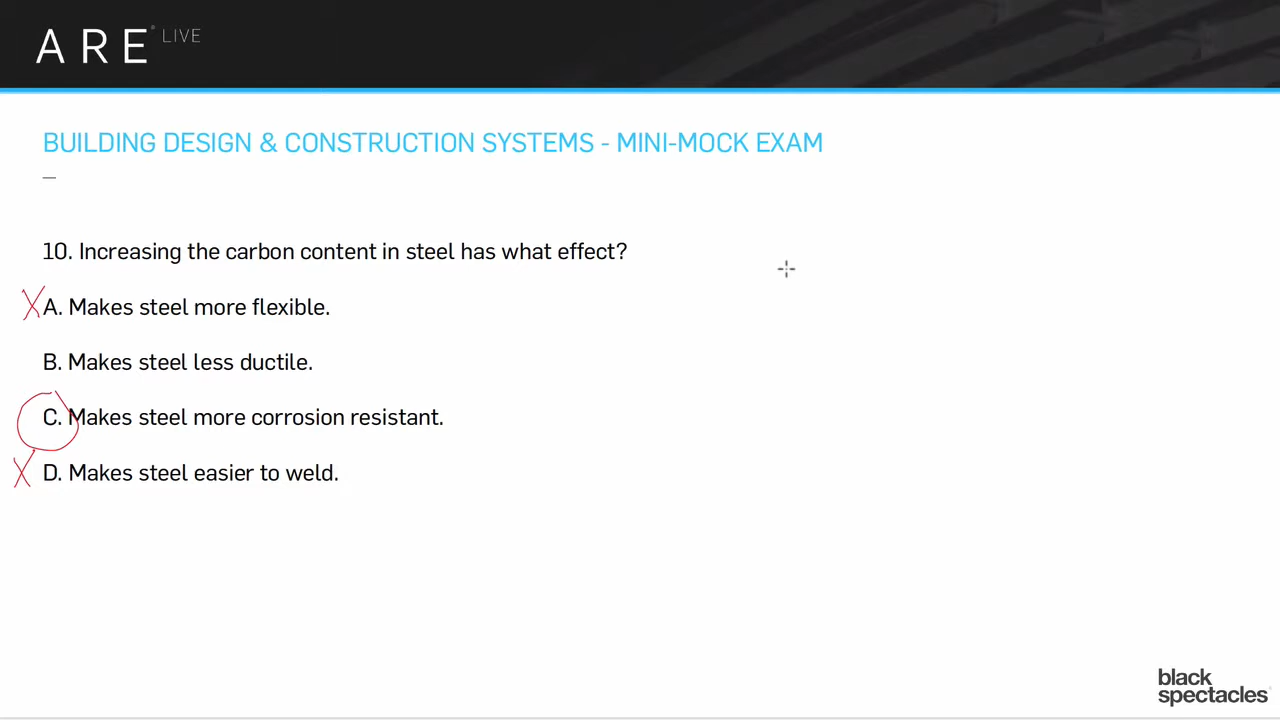 ARE® LIVE
BUILDING DESIGN & CONSTRUCTION SYSTEMS - MINI-MOCK EXAM
—
10. Increasing the carbon content in steel has what effect?
X A. Makes steel more flexible.
B. Makes steel less ductile.
C. Makes steel more corrosion resistant.
X D. Makes steel easier to weld.
black
spectacles